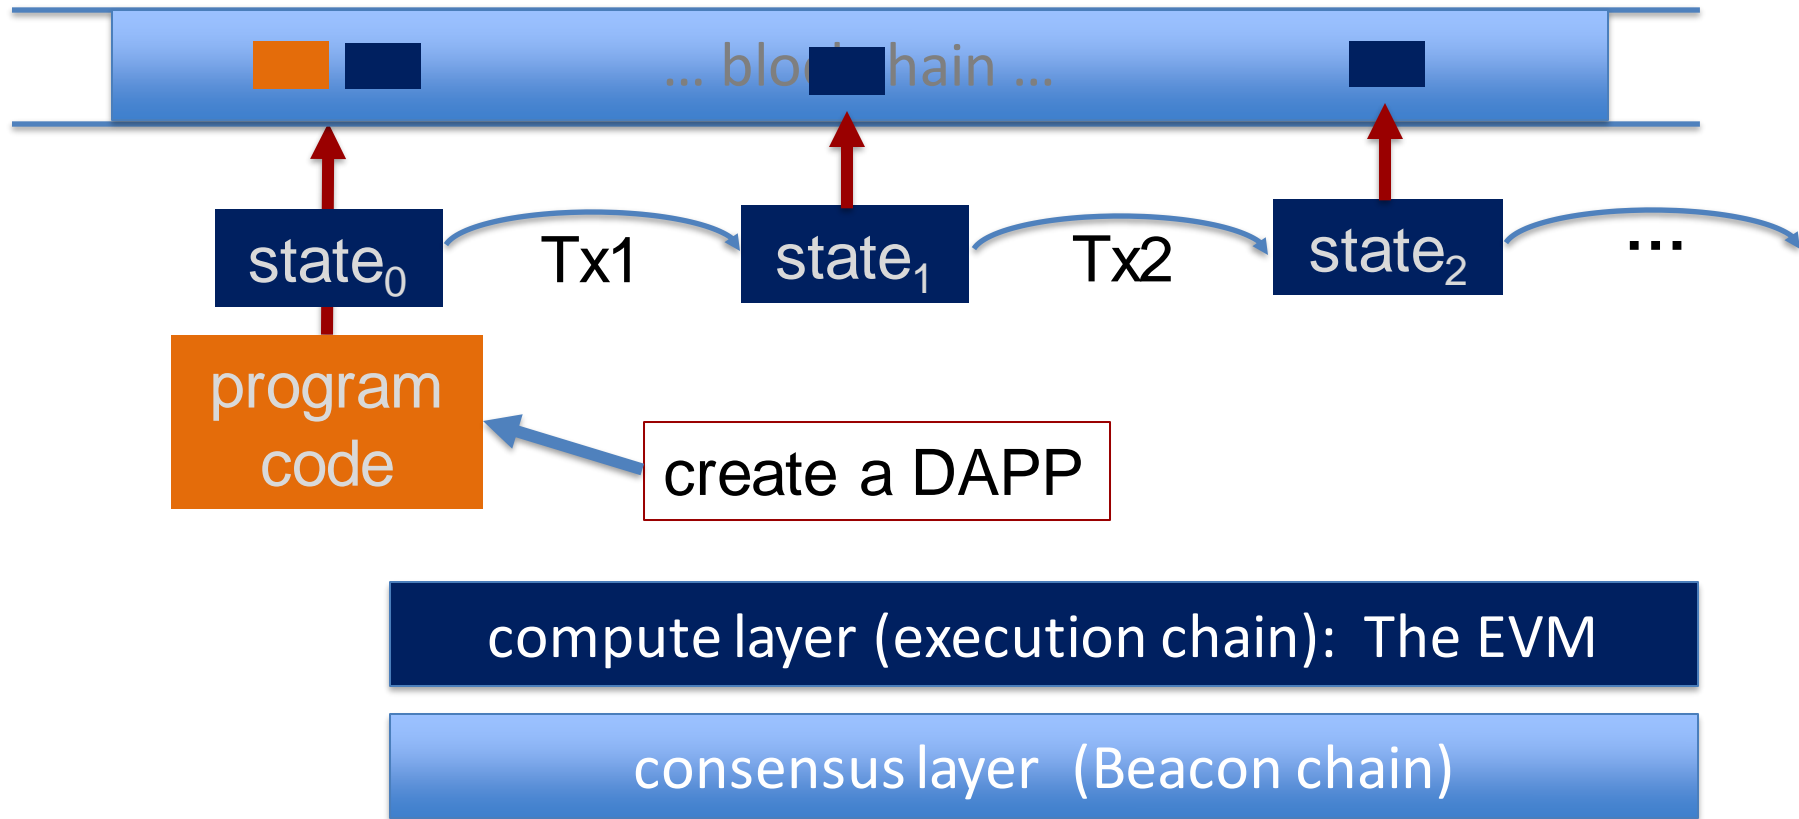 ... blockchain ...
state0
Tx1
state1
Tx2
state2
...
program
code
create a DAPP
compute layer (execution chain): The EVM
consensus layer (Beacon chain)